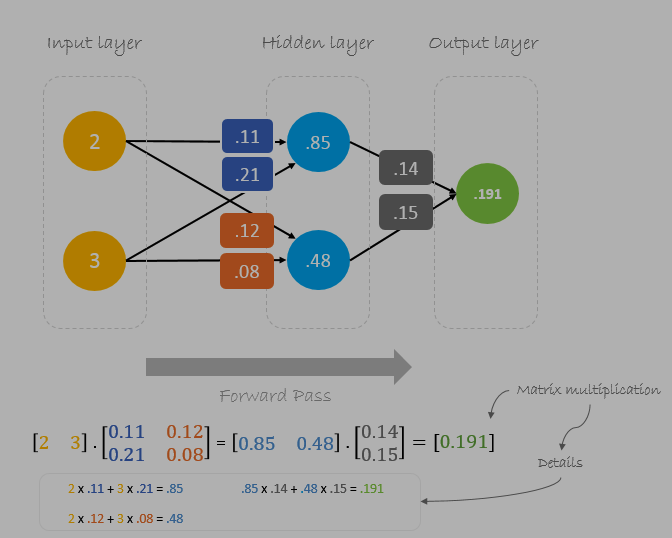 Input layer
Hidden layer
Output layer
2
3
.11
.21
.12
.08
.85
.48
.14
.15
.191
Forward Pass
Matrix multiplication
[2 3] . [0.11 0.12
0.21 0.08] = [0.85 0.48] . [0.14
0.15] = [0.191]
Details
2 x .11 + 3 x .21 = .85
.85 x .14 + .48 x .15 = .191
2 x .12 + 3 x .08 = .48